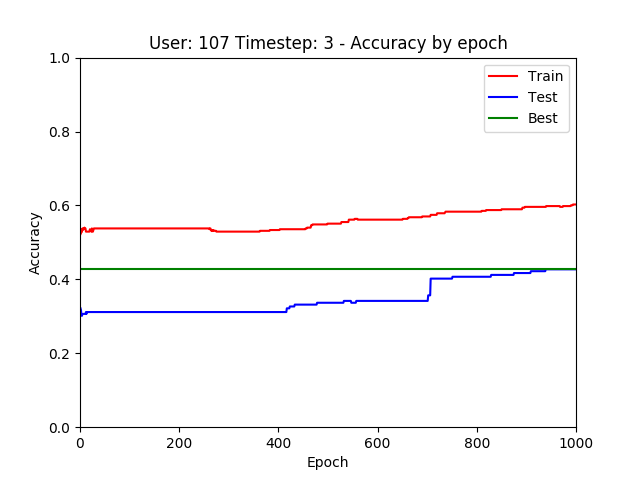 User: 107 Timestep: 3 - Accuracy by epoch
1.0
0.8
0.6
0.4
0.2
0.0
Accuracy
Train
Test
Best
0 200 400 600 800 1000
Epoch